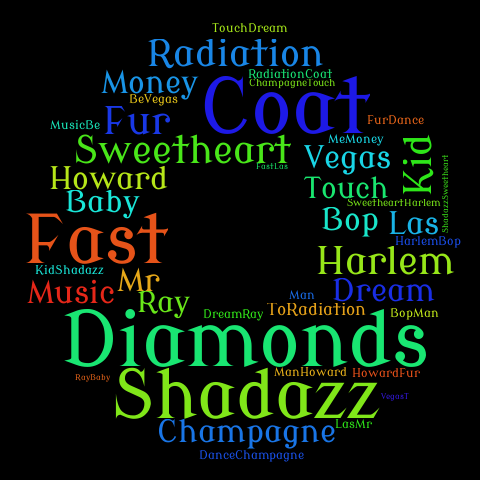 TouchDream
Radiation
RadiationCoat
Money
ChampagneTouch
Coat
BeVegas
Fur
FurDance
MusicBe
MeMoney
Sweetheart
Kid
Vegas
FastLas
ShadazzSweetheart
Howard
Touch
Baby
SweetheartHarlem
Bop
Las
Fast
HarlemBop
Harlem
KidShadazz
Mr
Music
Ray
Man
Dream
DreamRay
ToRadiation
BopMan
Diamonds
RayBaby
ManHoward
HowardFur
Shadazz
VegasT
Champagne
LasMr
DanceChampagne